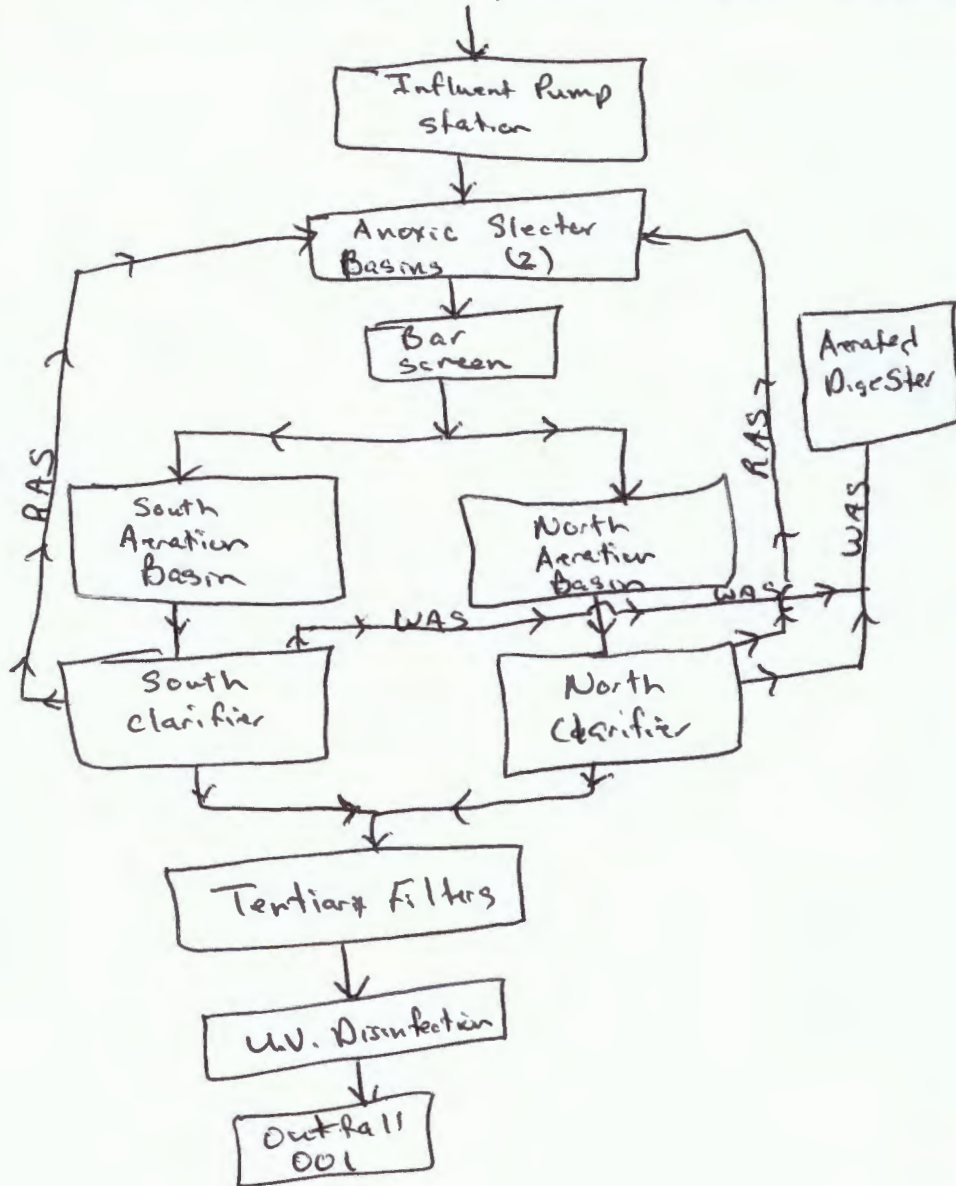 Influent Pump
station
Anoxic Slecter
Basins (2)
Bar
screen
Aerated
Digester
RAS
RAS
WAS
South
Aeration
Basin
North
Aeration
Basin
WAS
WAS
South
Clarifier
North
Clarifier
Tertiary Filters
U.V. Disinfection
Outfall
001